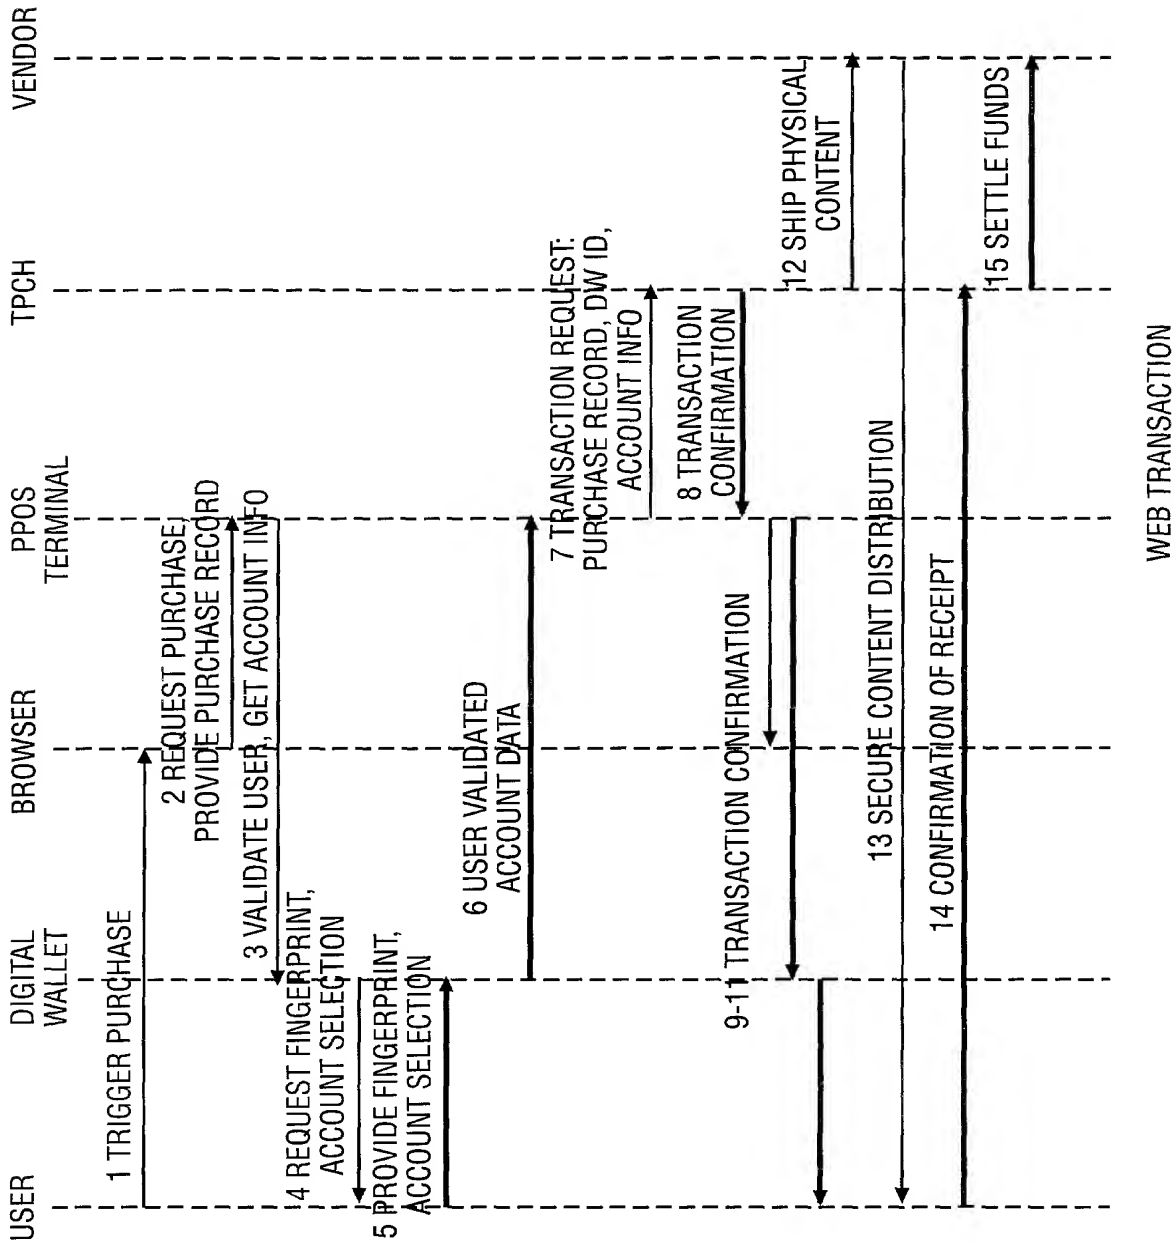 USER
DIGITAL
WALLET
BROWSER
PPOS
TERMINAL
TPCH
VENDOR
1 TRIGGER PURCHASE
2 REQUEST PURCHASE,
PROVIDE PURCHASE RECORD
3 VALIDATE USER, GET ACCOUNT INFO
4 REQUEST FINGERPRINT,
ACCOUNT SELECTION
5 PROVIDE FINGERPRINT,
ACCOUNT SELECTION
6 USER VALIDATED
ACCOUNT DATA
7 TRANSACTION REQUEST:
PURCHASE RECORD, DW ID,
ACCOUNT INFO
8 TRANSACTION
CONFIRMATION
9-11 TRANSACTION CONFIRMATION
12 SHIP PHYSICAL
CONTENT
13 SECURE CONTENT DISTRIBUTION
14 CONFIRMATION OF RECEIPT
15 SETTLE FUNDS
WEB TRANSACTION